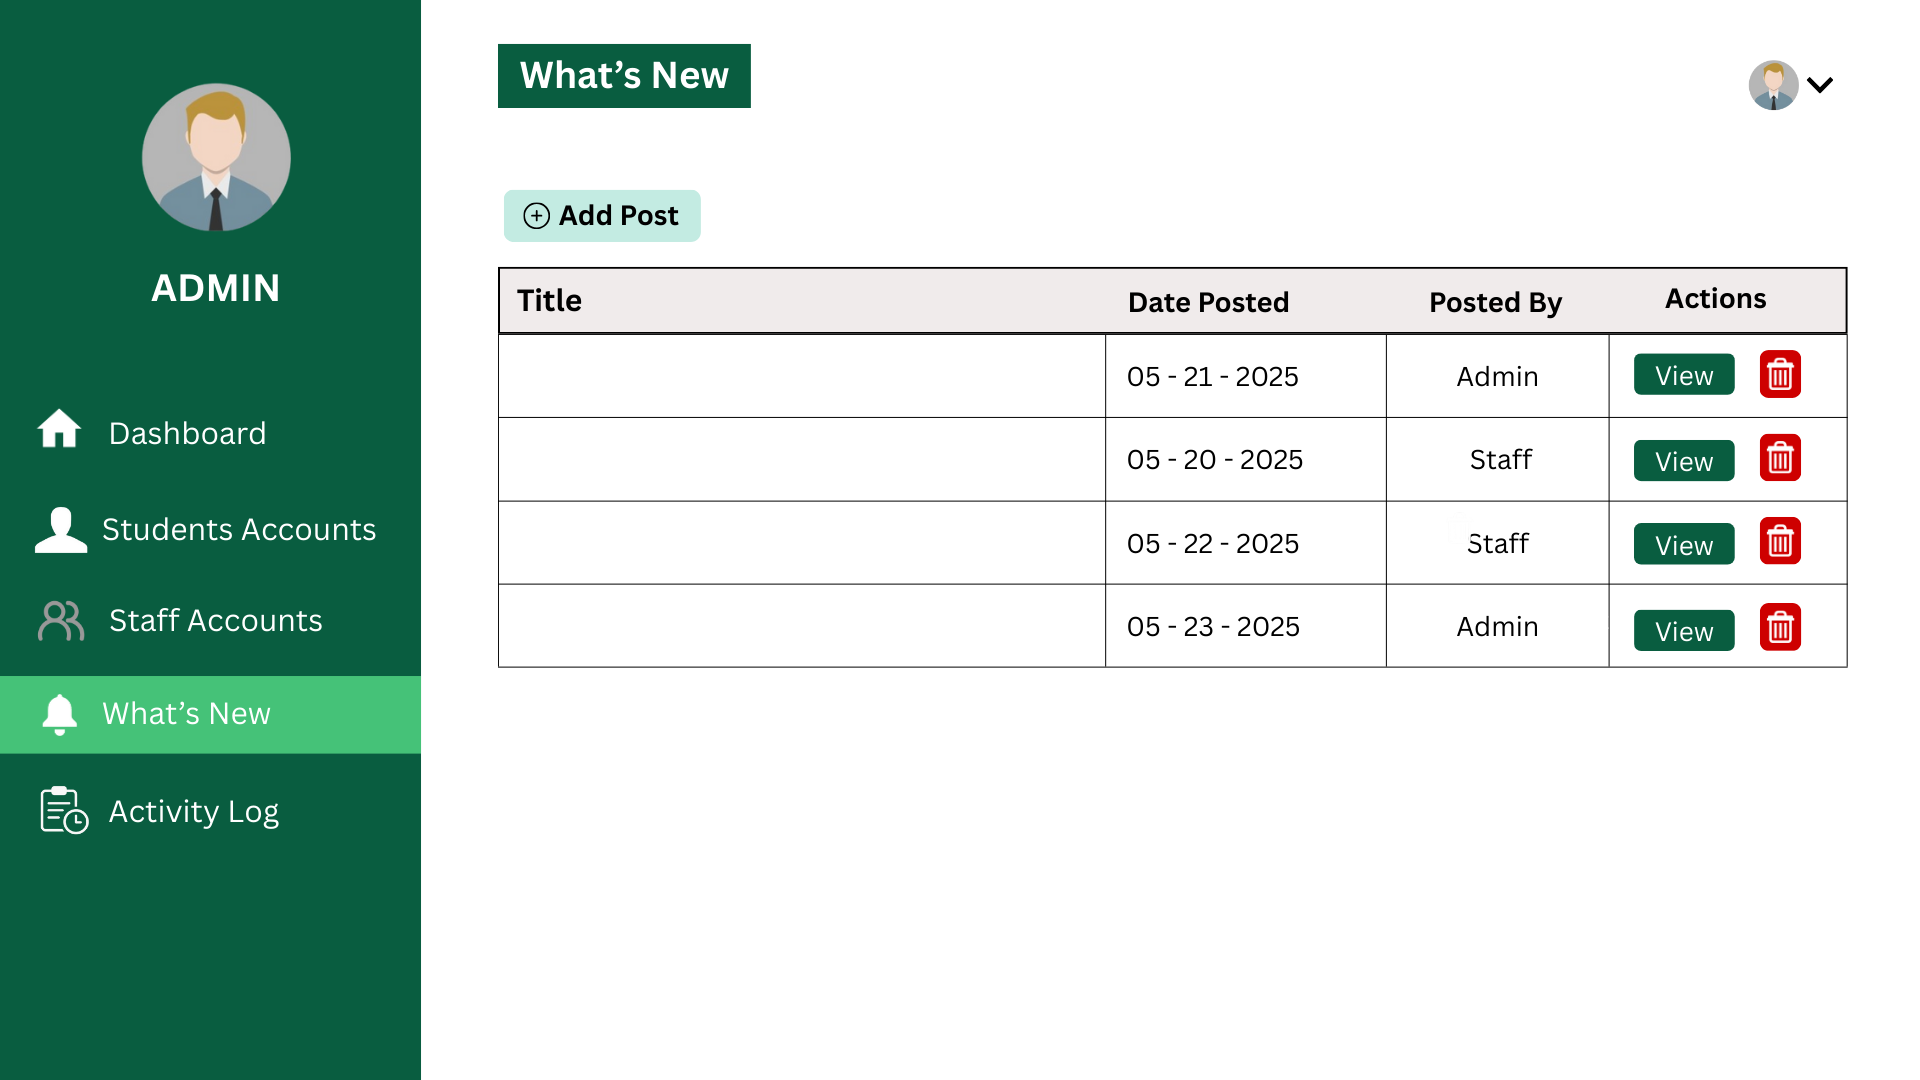 ADMIN
Dashboard
Students Accounts
Staff Accounts
What’s New
Activity Log
What’s New
Add Post
Title Date Posted Posted By Actions
05 - 21 - 2025 Admin View
05 - 20 - 2025 Staff View
05 - 22 - 2025 Staff View
05 - 23 - 2025 Admin View